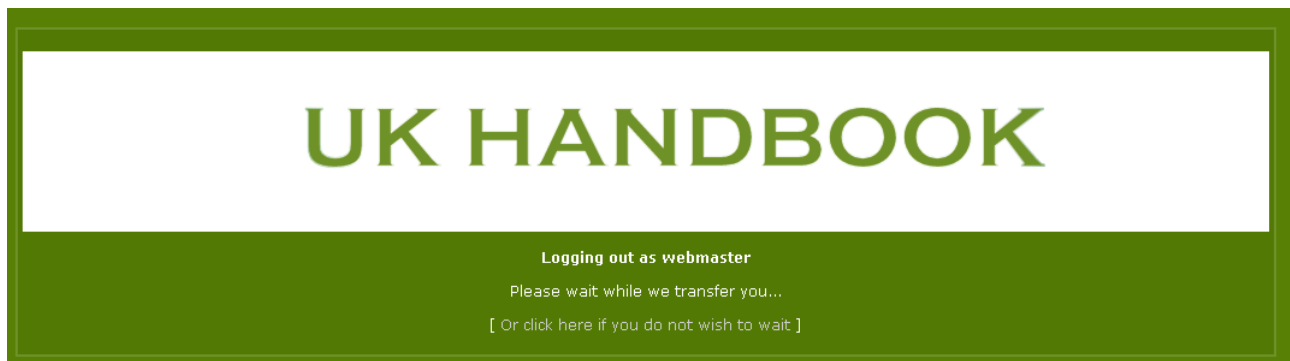 UK HANDBOOK
Logging out as webmaster
Please wait while we transfer you...
[ Or click here if you do not wish to wait ]